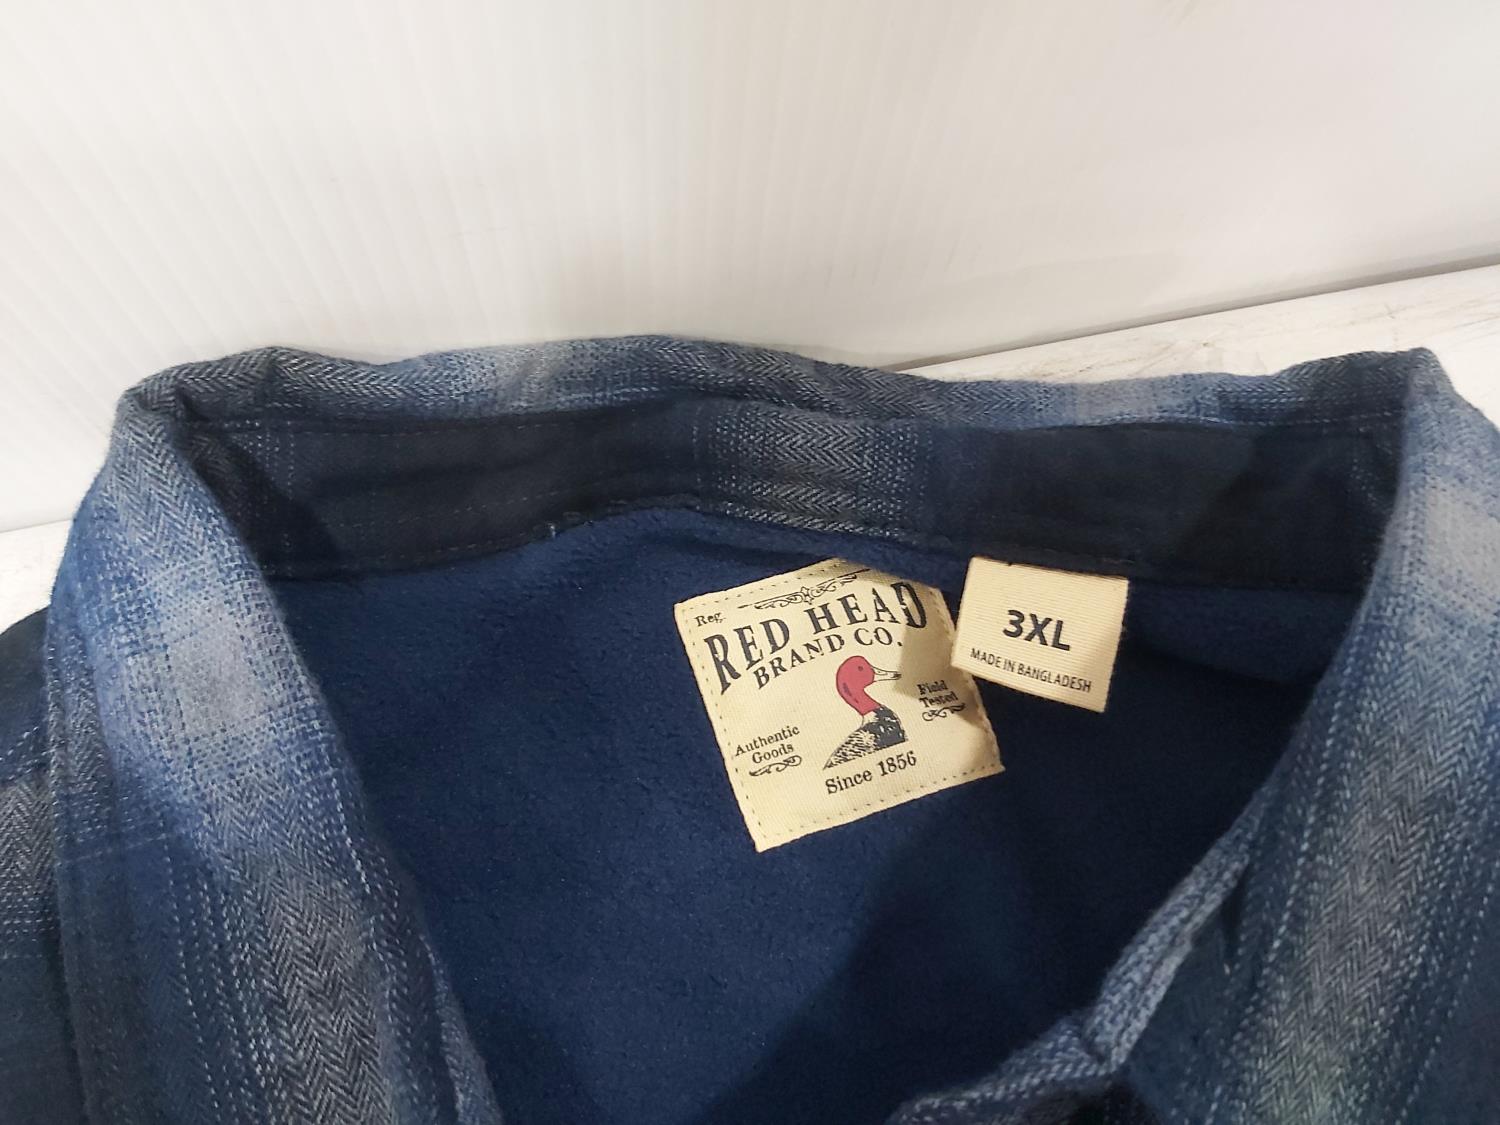 Reg.
RED HEAD
BRAND CO.
Authentic
Goods
Field
Tested
Since 1856
3XL
MADE IN BANGLADESH